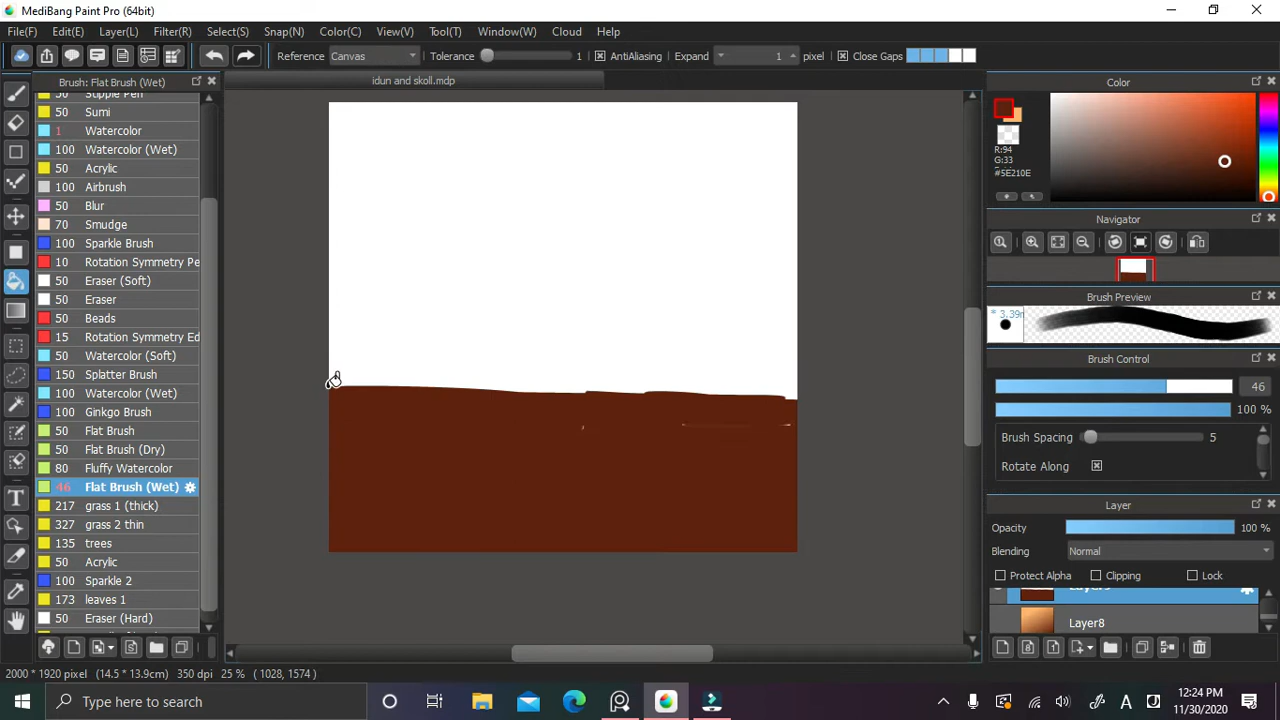 MediBang Paint Pro (64bit)
File(F) Edit(E) Layer(L) Filter(R) Select(S) Snap(N) Color(C) View(V) Tool(T) Window(W) Cloud Help
Reference Canvas Tolerance 1 AntiAliasing Expand 1 pixel Close Gaps
Brush: Flat Brush (Wet)
idun and skoll.mdp
Color
50 Stipple Pen
50 Sumi
1 Watercolor
100 Watercolor (Wet)
50 Acrylic
100 Airbrush
50 Blur
70 Smudge
100 Sparkle Brush
10 Rotation Symmetry Pe
50 Eraser (Soft)
50 Eraser
50 Beads
15 Rotation Symmetry Ed
50 Watercolor (Soft)
150 Splatter Brush
100 Watercolor (Wet)
100 Ginkgo Brush
50 Flat Brush
50 Flat Brush (Dry)
80 Fluffy Watercolor
46 Flat Brush (Wet)
217 grass 1 (thick)
327 grass 2 thin
135 trees
50 Acrylic
100 Sparkle 2
173 leaves 1
50 Eraser (Hard)
R:94
G:33
#5E210E
Navigator
Brush Preview
* 3.39m
Brush Control
46
100 %
Brush Spacing 5
Rotate Along
Layer
Opacity 100 %
Blending Normal
Protect Alpha Clipping Lock
Layer9
Layer8
2000 * 1920 pixel (14.5 * 13.9cm) 350 dpi 25 % ( 1028, 1574 )
Type here to search
12:24 PM
11/30/2020